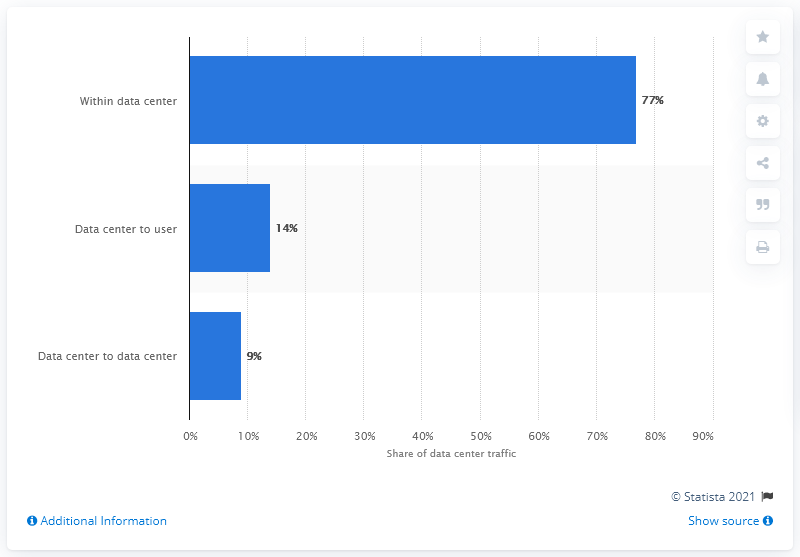 Within data center
77%
Data center to user
14%
Data center to data center
9%
0% 10% 20% 30% 40% 50% 60% 70% 80% 90%
Share of data center traffic
© Statista 2021
Additional Information
Show source